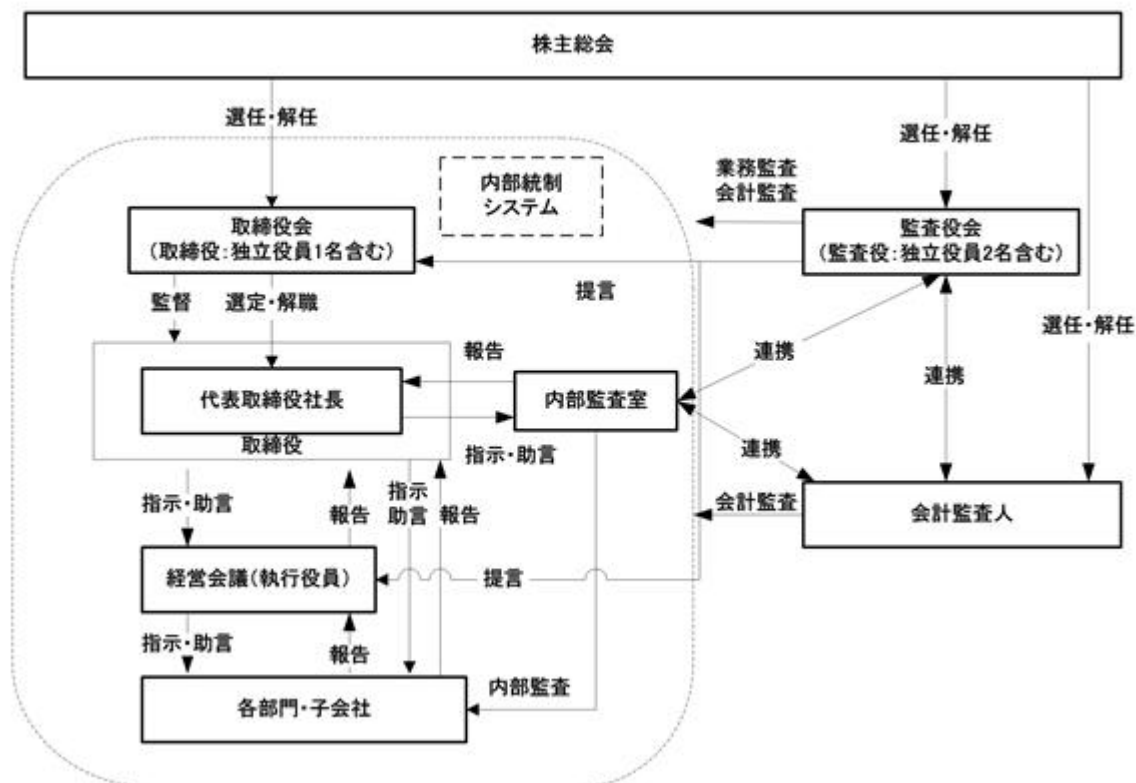 株主総会
選任・解任
選任・解任
内部統制
システム
業務監査
会計監査
取締役会
(取締役:独立役員1名含む)
監査役会
(監査役:独立役員2名含む)
提言
監督
選定・解職
選任・解任
報告
連携
連携
代表取締役社長
内部監査室
取締役
指示・助言
連携
指示・助言
報告
指示
助言
報告
会計監査
会計監査人
経営会議(執行役員)
提言
指示・助言
報告
内部監査
各部門・子会社